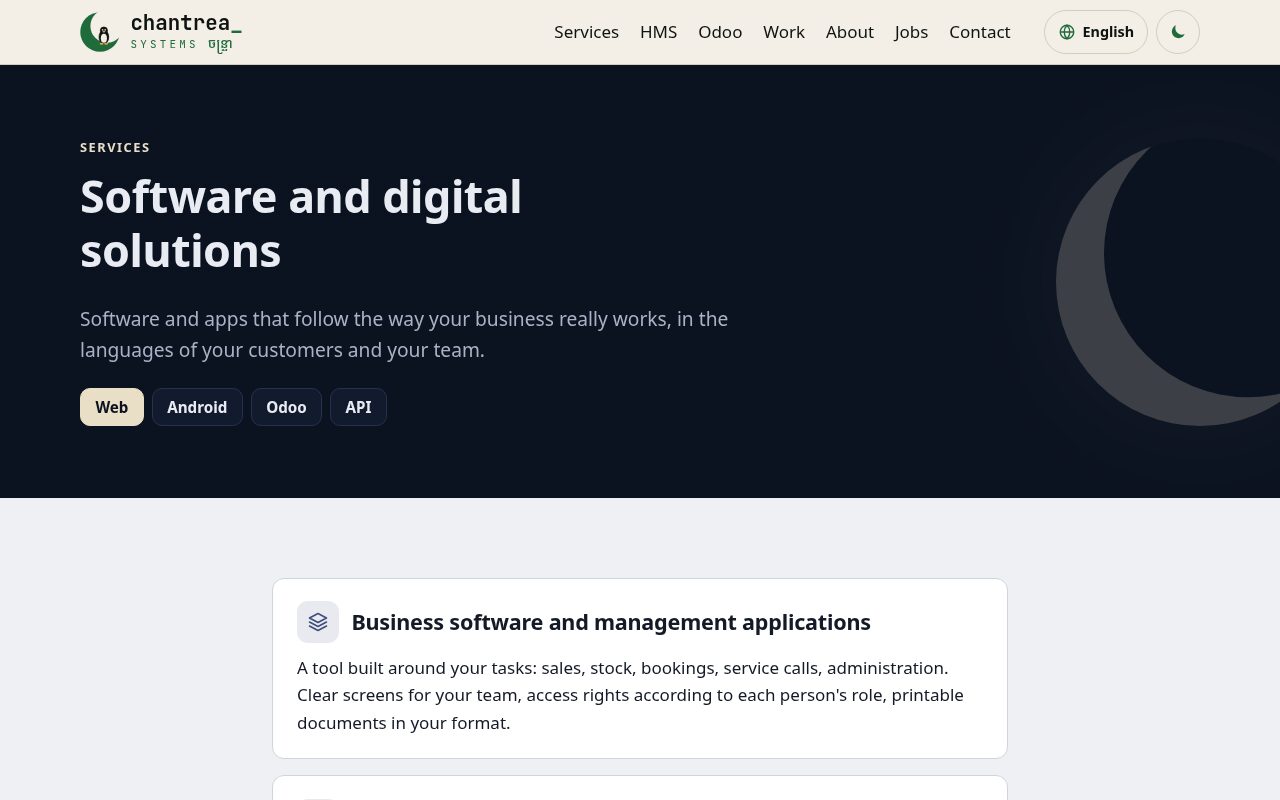 chantrea_
SYSTEMS ចន្ទ្រា
Services HMS Odoo Work About Jobs Contact English
SERVICES
Software and digital
solutions
Software and apps that follow the way your business really works, in the
languages of your customers and your team.
Web Android Odoo API
Business software and management applications
A tool built around your tasks: sales, stock, bookings, service calls, administration.
Clear screens for your team, access rights according to each person's role, printable
documents in your format.